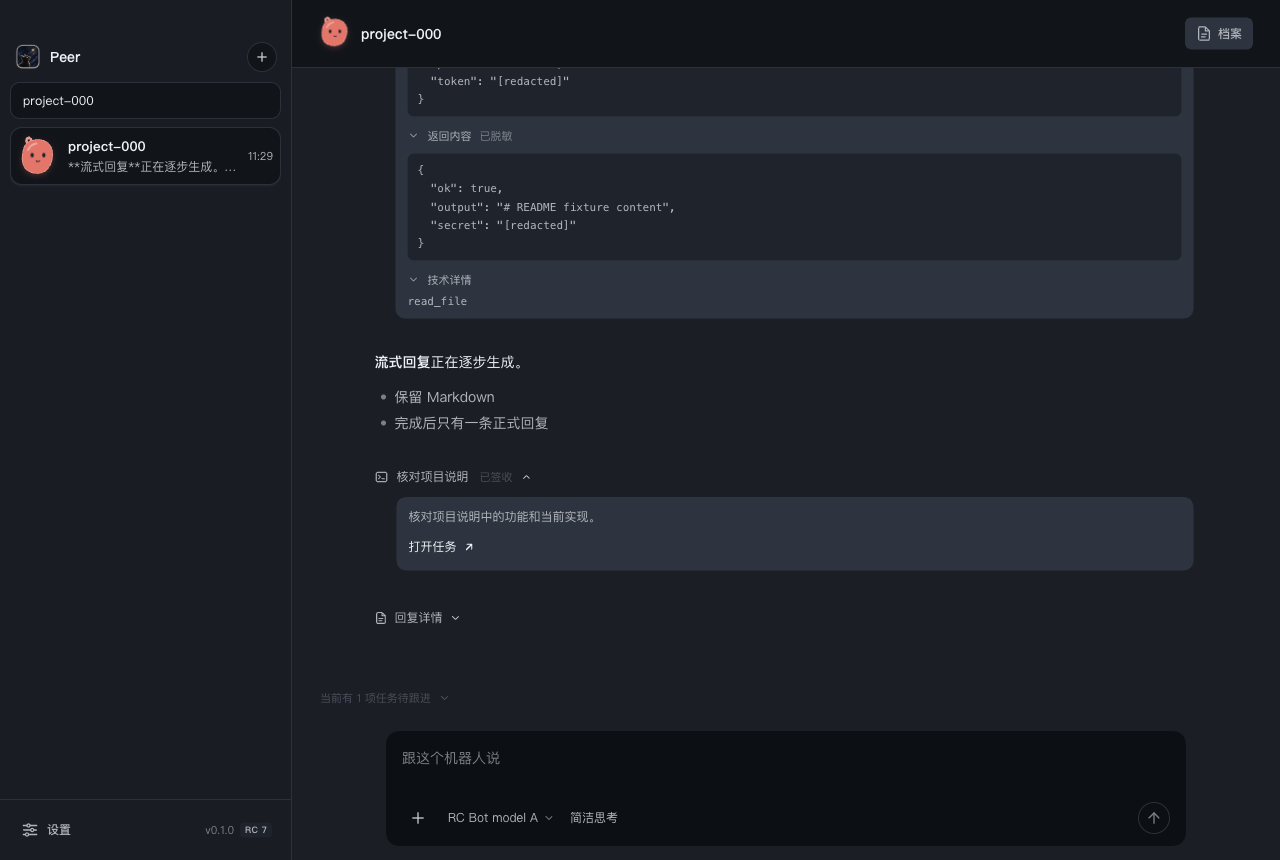 Peer
project-000
project-000
11:29
**流式回复**正在逐步生成。...
设置
v0.1.0
RC 7
project-000
档案
"token": "[redacted]"
}
返回内容 已脱敏
{
"ok": true,
"output": "# README fixture content",
"secret": "[redacted]"
}
技术详情
read_file
流式回复正在逐步生成。
保留 Markdown
完成后只有一条正式回复
核对项目说明 已签收
核对项目说明中的功能和当前实现。
打开任务
回复详情
当前有 1 项任务待跟进
跟这个机器人说
RC Bot model A 简洁思考